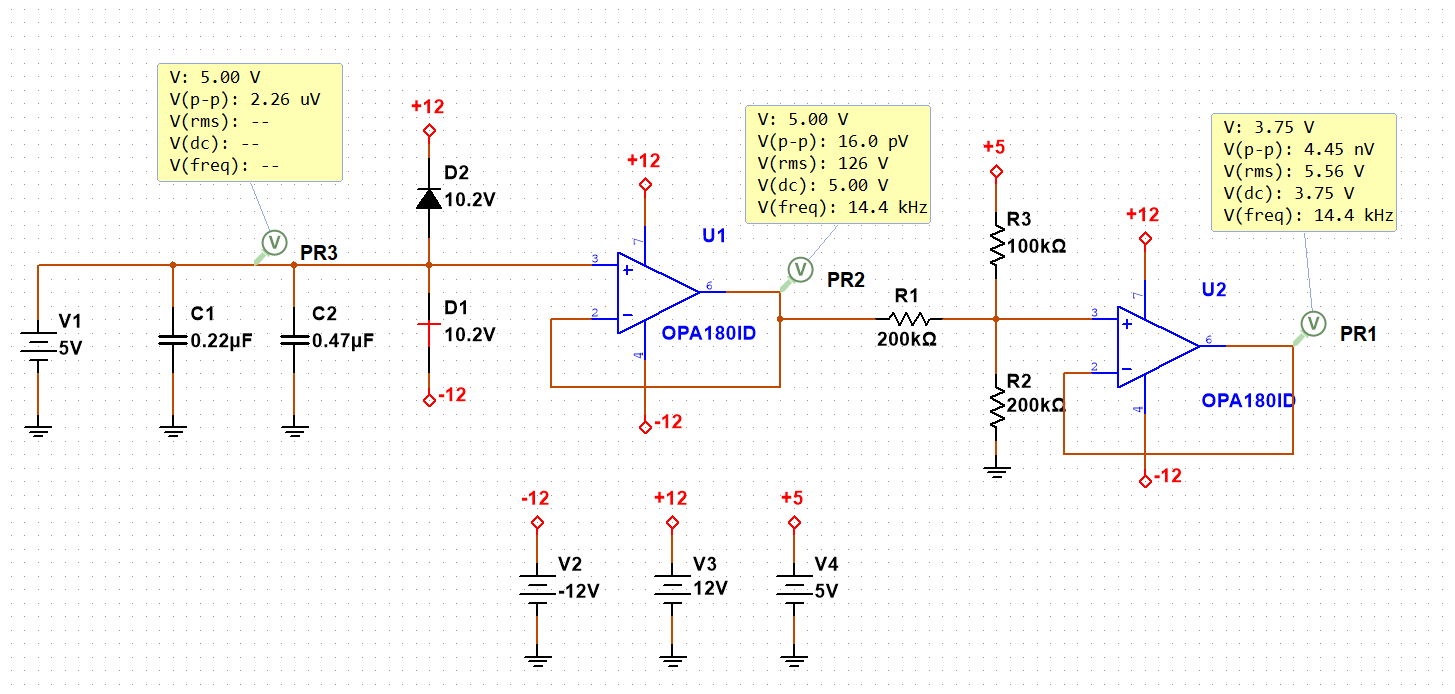 V: 5.00 V
V(p-p): 2.26 uV
V(rms): --
V(dc): --
V(freq): --
PR3
V1
5V
C1
0.22µF
C2
0.47µF
+12
D2
10.2V
D1
10.2V
-12
+12
7
U1
3
2
6
4
OPA180ID
-12
V: 5.00 V
V(p-p): 16.0 pV
V(rms): 126 V
V(dc): 5.00 V
V(freq): 14.4 kHz
PR2
R1
200kΩ
+5
R3
100kΩ
R2
200kΩ
+12
7
U2
3
2
6
4
OPA180ID
-12
V: 3.75 V
V(p-p): 4.45 nV
V(rms): 5.56 V
V(dc): 3.75 V
V(freq): 14.4 kHz
PR1
-12
V2
-12V
+12
V3
12V
+5
V4
5V